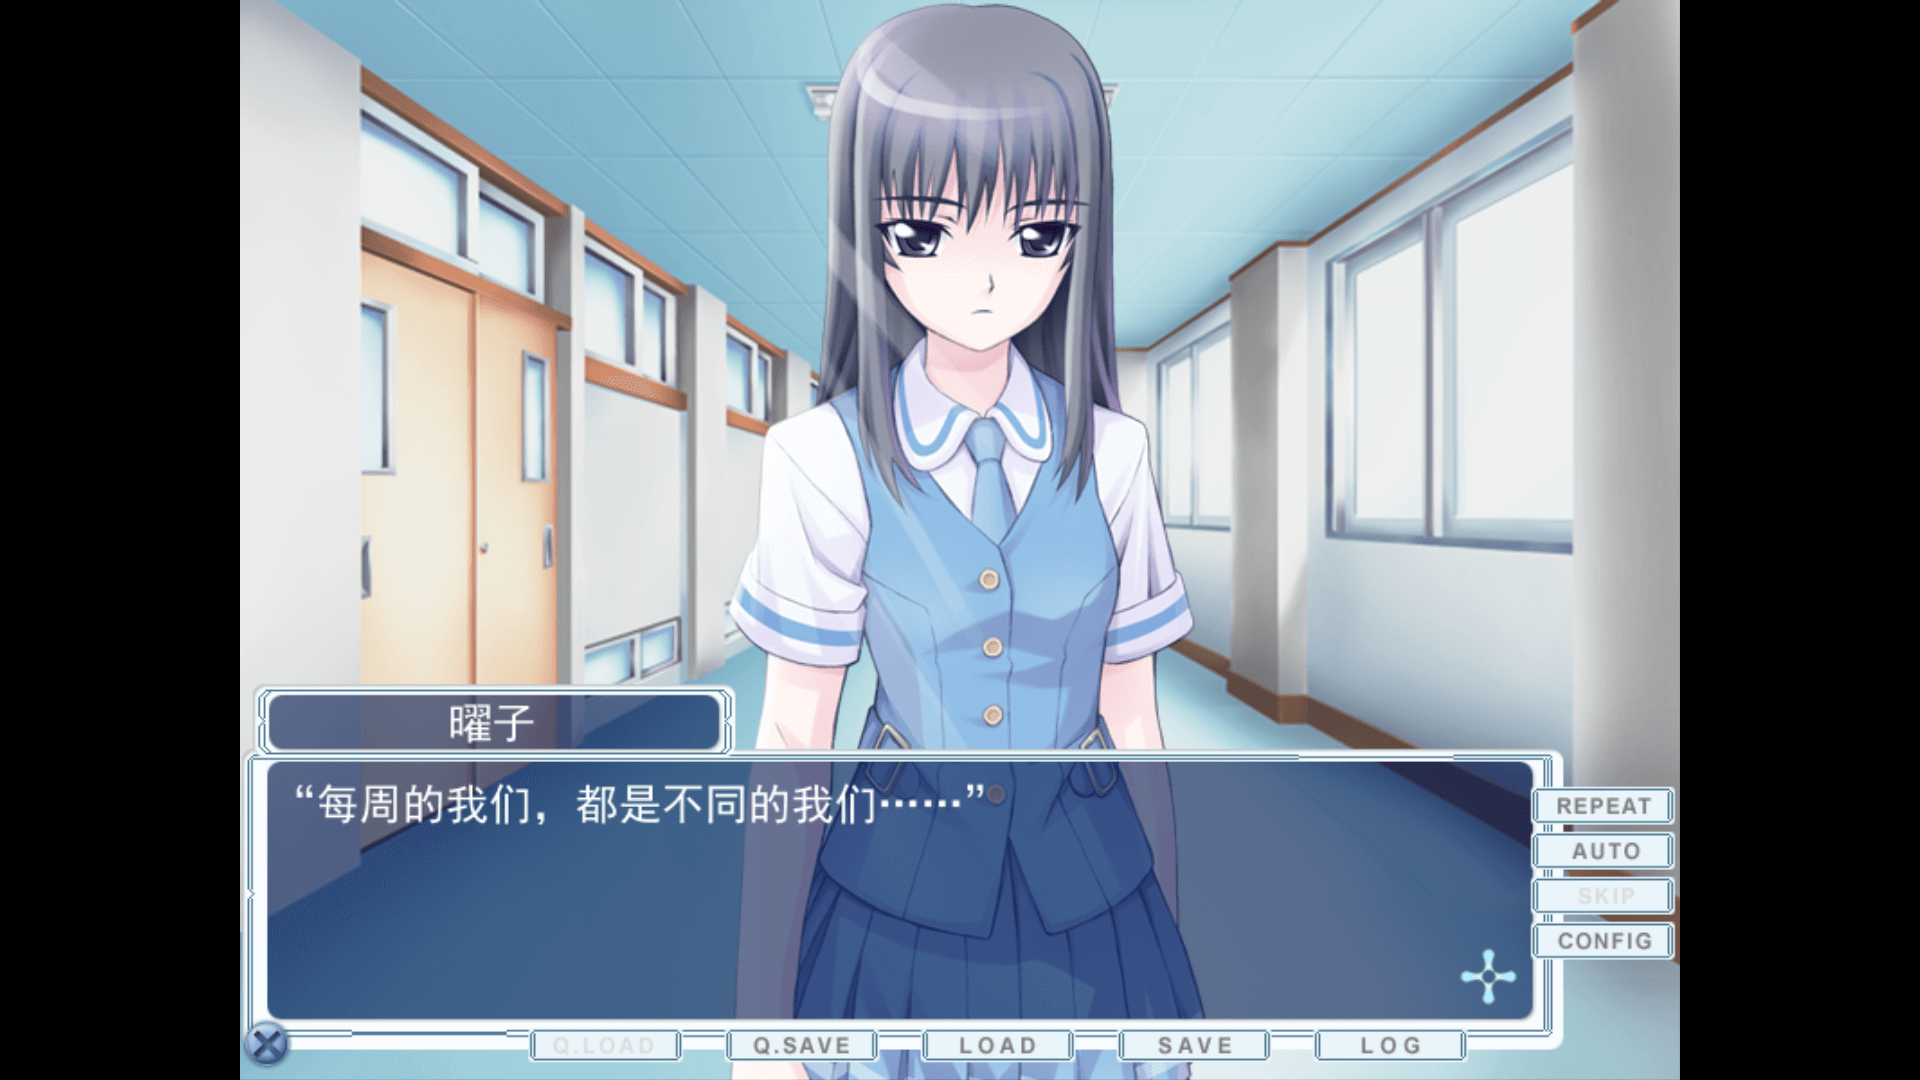 曜子
“每周的我们，都是不同的我们……”
REPEAT
AUTO
SKIP
CONFIG
Q.LOAD
Q.SAVE
LOAD
SAVE
LOG